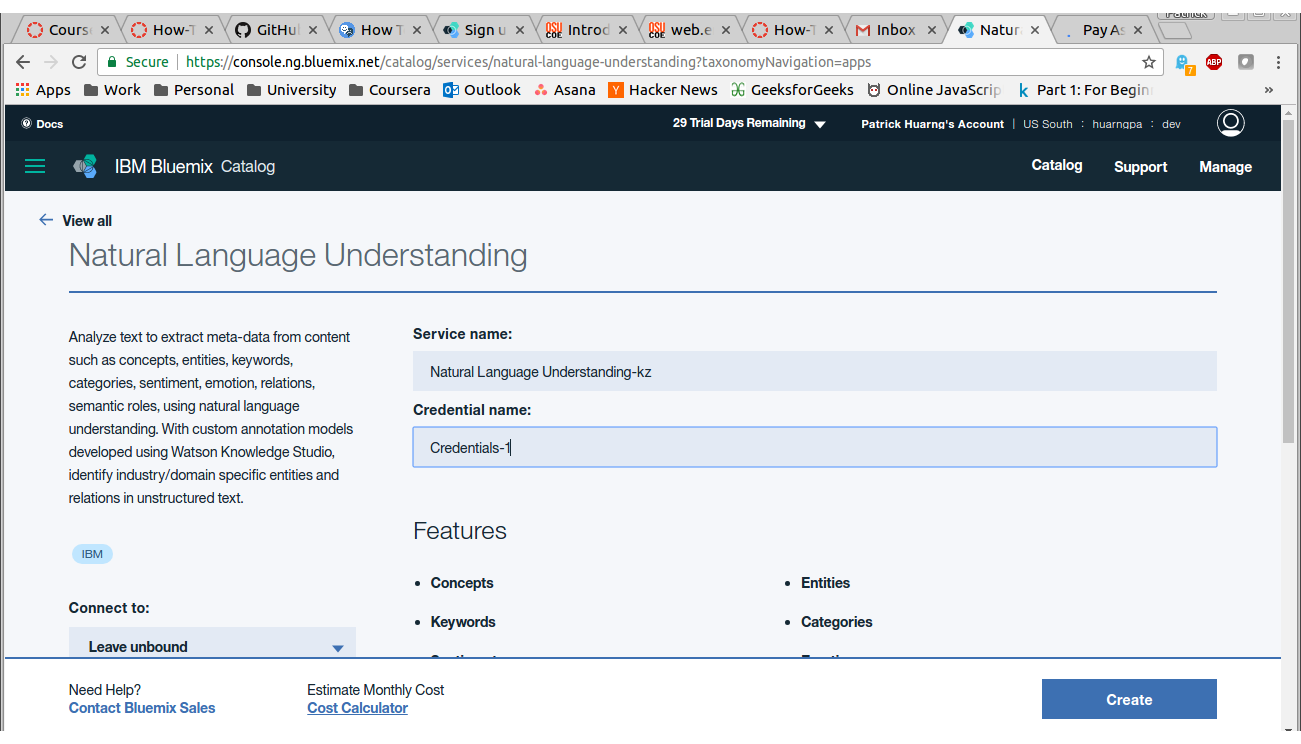 Cours
How-T
GitHu
How T
Sign u
OSU COE Introd
OSU COE web.e
How-T
Inbox
Natur
Pay As
Secure https://console.ng.bluemix.net/catalog/services/natural-language-understanding?taxonomyNavigation=apps
7 ABP
Apps Work Personal University Coursera Outlook Asana Y Hacker News GeeksforGeeks Online JavaScrip k Part 1: For Begin »
Docs 29 Trial Days Remaining Patrick Huarng's Account | US South : huarngpa : dev
IBM Bluemix Catalog Catalog Support Manage
← View all
Natural Language Understanding
Analyze text to extract meta-data from content
such as concepts, entities, keywords,
categories, sentiment, emotion, relations,
semantic roles, using natural language
understanding. With custom annotation models
developed using Watson Knowledge Studio,
identify industry/domain specific entities and
relations in unstructured text.
IBM
Connect to:
Leave unbound
Service name:
Natural Language Understanding-kz
Credential name:
Credentials-1
Features
• Concepts
• Entities
• Keywords
• Categories
Need Help?
Contact Bluemix Sales
Estimate Monthly Cost
Cost Calculator
Create